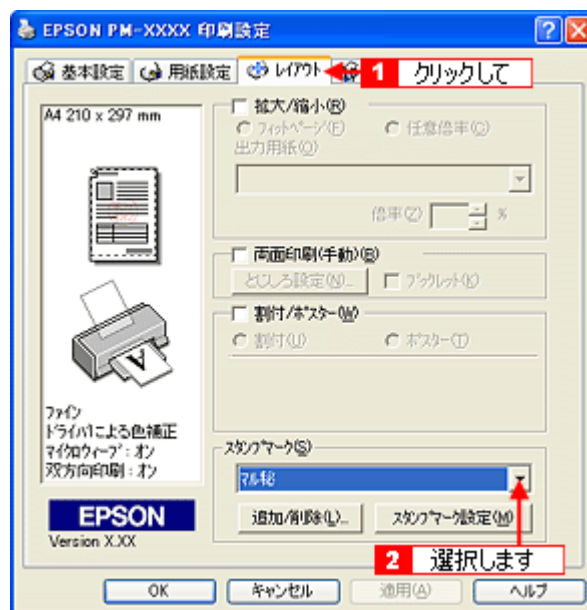 EPSON PM-XXXX 印刷設定
基本設定 用紙設定 レイアウト
1 クリックして
A4 210 x 297 mm
拡大/縮小(R)
フィットページ(F) 任意倍率(C)
出力用紙(O)
倍率(Z) %
両面印刷(手動)(B)
とじしろ設定(N)... ブックレット(K)
割付/ポスター(W)
割付(U) ポスター(T)
ファイン
ドライバによる色補正
マイクロウィーブ : オン
双方向印刷 : オン
スタンプマーク(S)
マル秘
追加/削除(L)... スタンプマーク設定(M)
EPSON
Version X.XX
2 選択します
OK キャンセル 適用(A) ヘルプ